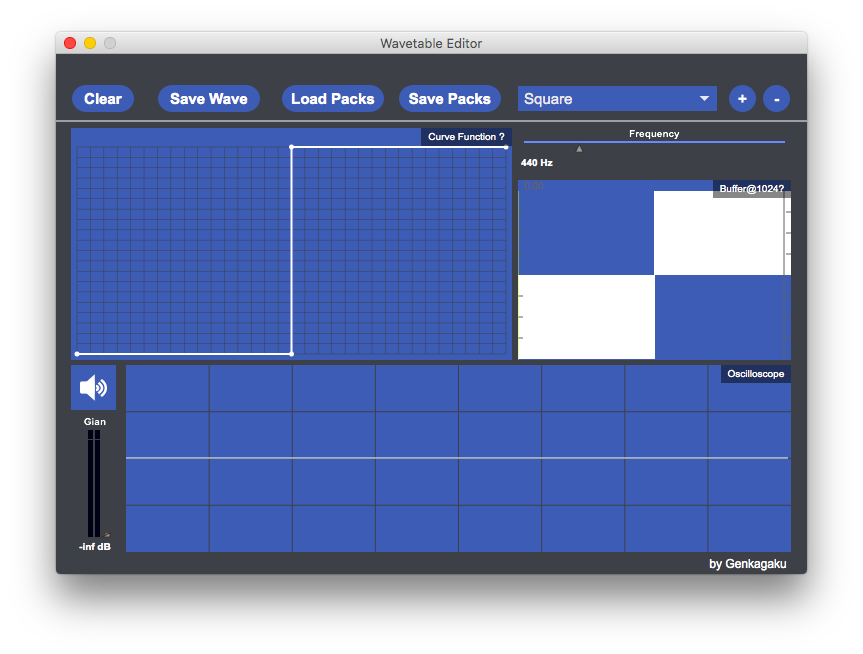 Wavetable Editor
Clear
Save Wave
Load Packs
Save Packs
Square
+
-
Curve Function ?
Frequency
440 Hz
Buffer@1024?
Oscilloscope
Gian
-inf dB
by Genkagaku